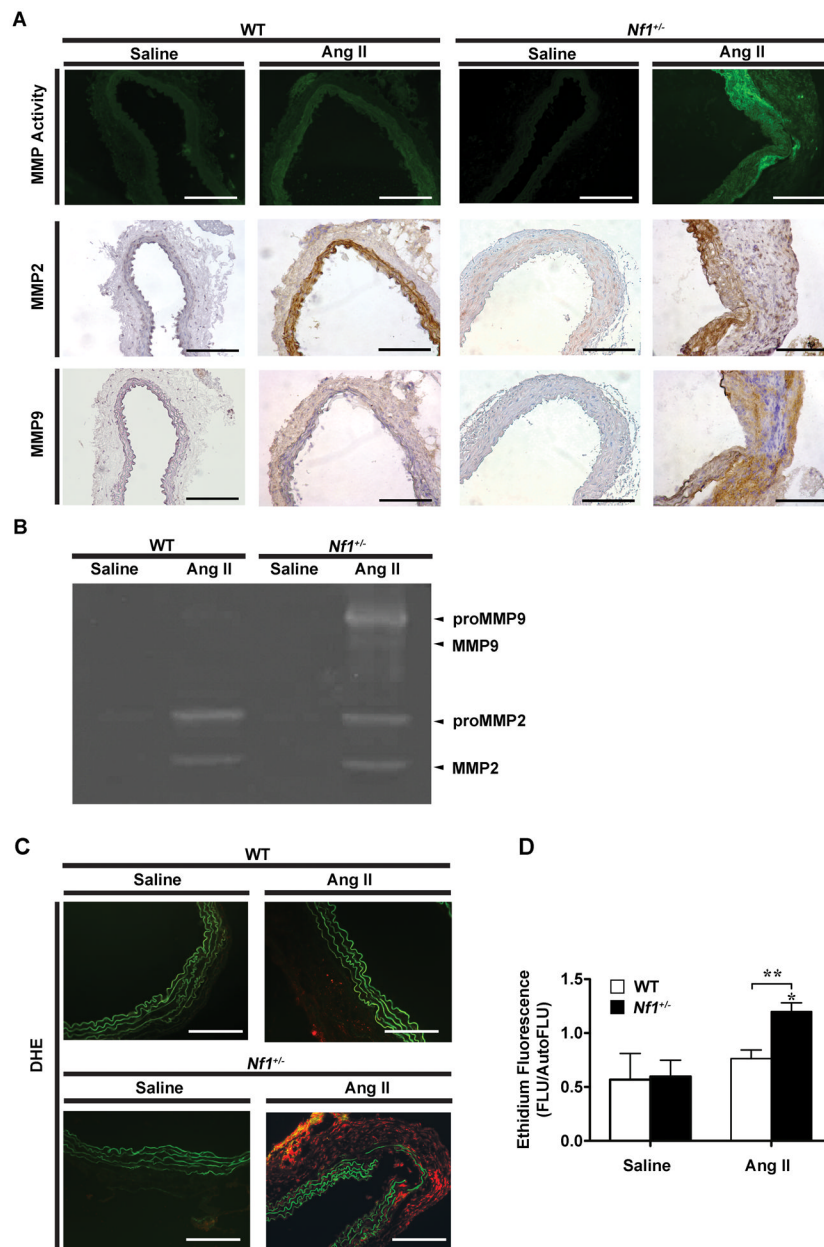 A
WT
Nf1+/-
Saline
Ang II
Saline
Ang II
MMP Activity
MMP2
MMP9
B
WT
Nf1+/-
Saline
Ang II
Saline
Ang II
proMMP9
MMP9
proMMP2
MMP2
C
WT
Saline
Ang II
DHE
Nf1+/-
Saline
Ang II
D
Ethidium Fluorescence
(FLU/AutoFLU)
1.5
1.0
0.5
0.0
WT
Nf1+/-
**
*
Saline
Ang II